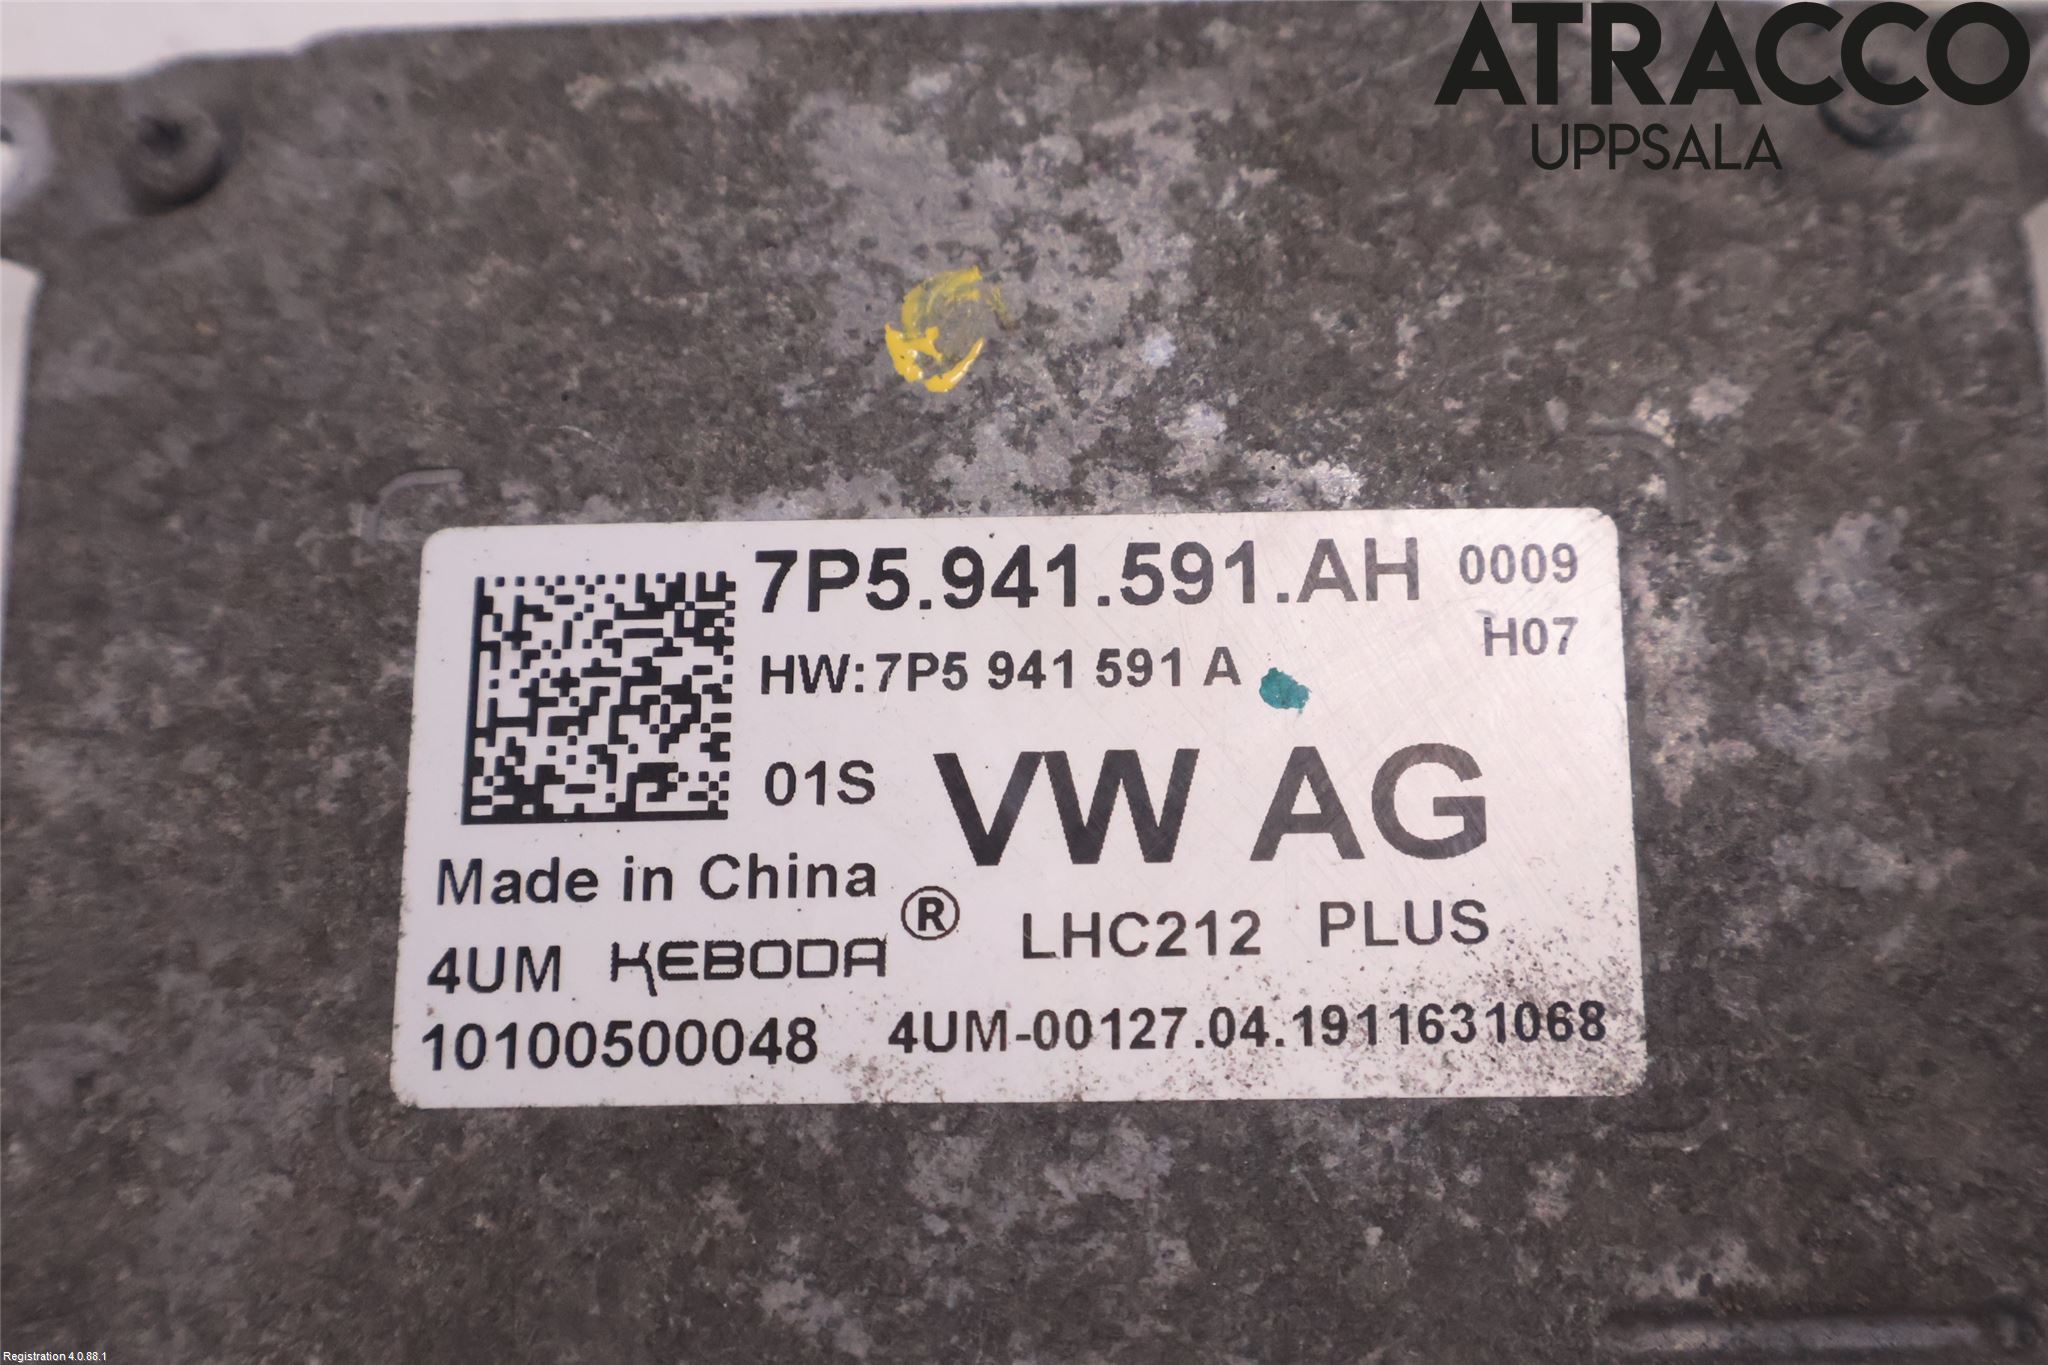 ATRACCO
UPPSALA
7P5.941.591.AH 0009
H07
HW:7P5 941 591 A
01S VW AG
Made in China
4UM KEBODA® LHC212 PLUS
10100500048 4UM-00127.04.1911631068
Registration 4.0.88.1